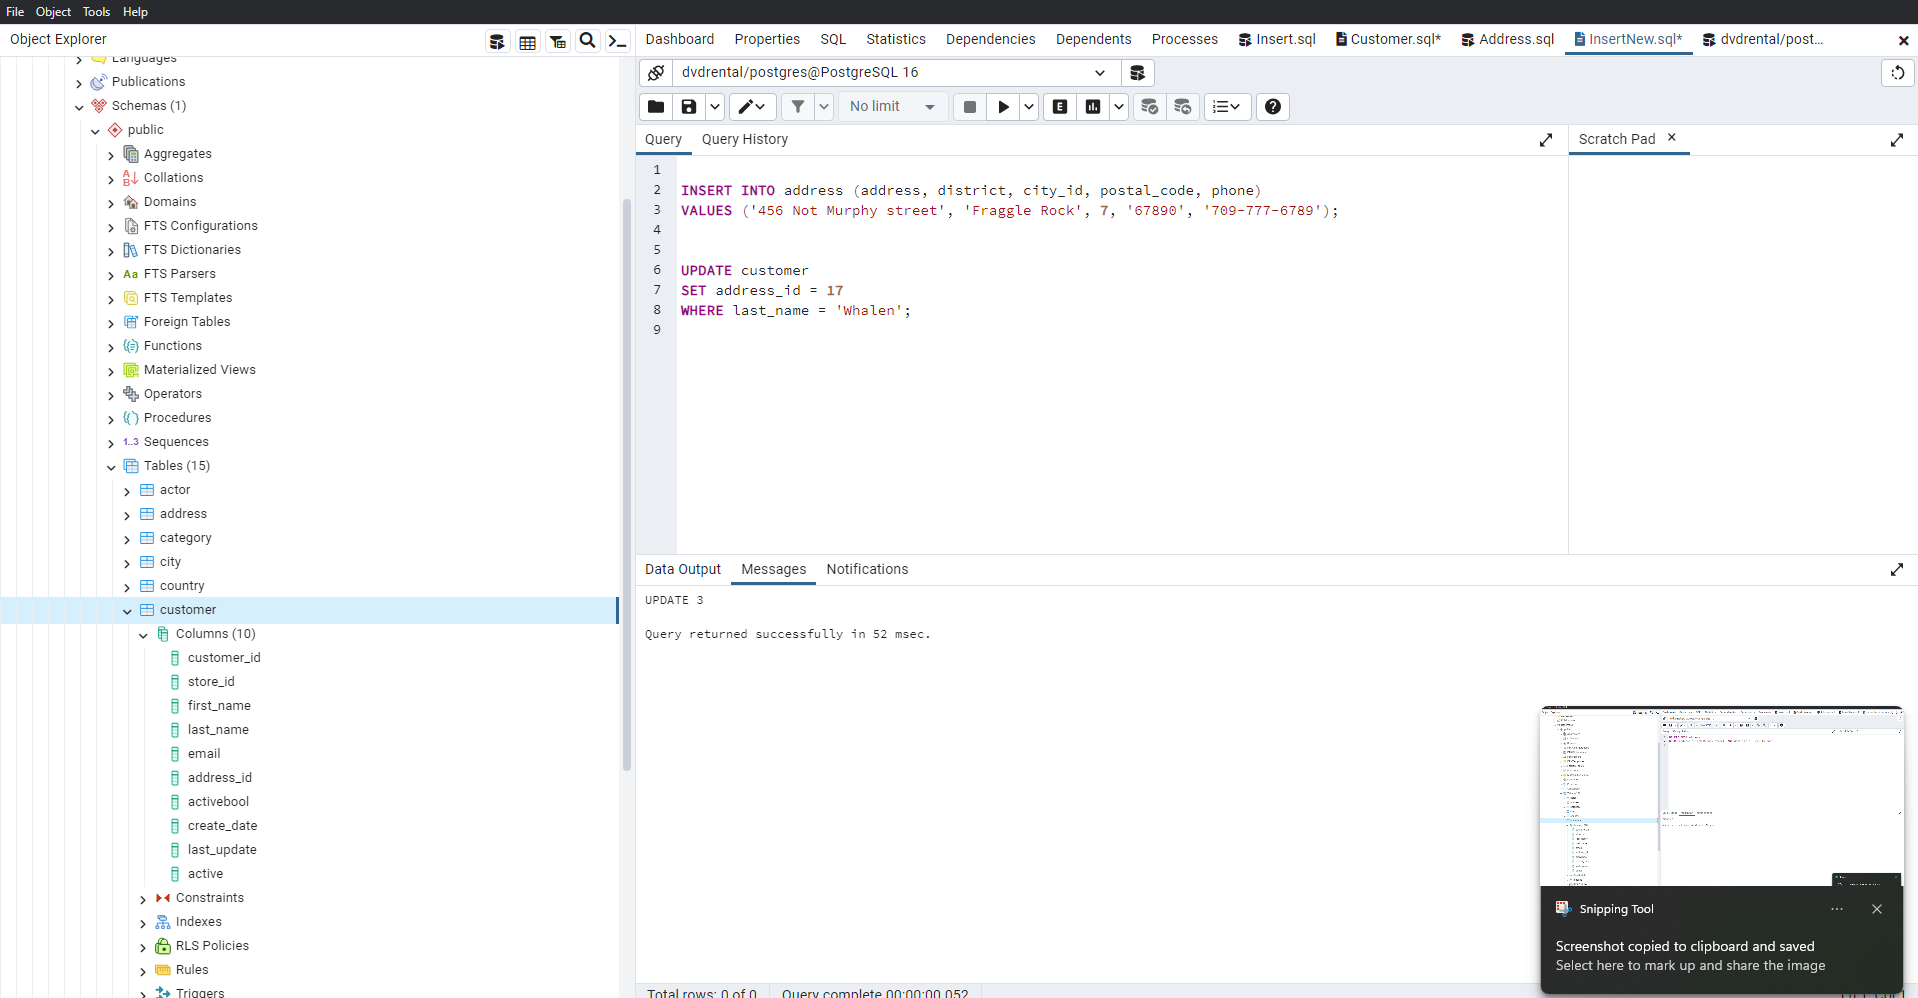 File Object Tools Help
Object Explorer
Dashboard Properties SQL Statistics Dependencies Dependents Processes Insert.sql Customer.sql* Address.sql InsertNew.sql* dvdrental/post...
Languages
Publications
Schemas (1)
public
Aggregates
Collations
Domains
FTS Configurations
FTS Dictionaries
Aa FTS Parsers
FTS Templates
Foreign Tables
Functions
Materialized Views
Operators
Procedures
1..3 Sequences
Tables (15)
actor
address
category
city
country
customer
Columns (10)
customer_id
store_id
first_name
last_name
email
address_id
activebool
create_date
last_update
active
Constraints
Indexes
RLS Policies
Rules
Triggers
dvdrental/postgres@PostgreSQL 16
No limit
E
Query Query History
Scratch Pad
1
2 INSERT INTO address (address, district, city_id, postal_code, phone)
3 VALUES ('456 Not Murphy street', 'Fraggle Rock', 7, '67890', '709-777-6789');
4
5
6 UPDATE customer
7 SET address_id = 17
8 WHERE last_name = 'Whalen';
9
Data Output Messages Notifications
UPDATE 3
Query returned successfully in 52 msec.
Total rows: 0 of 0 Query complete 00:00:00.052
Snipping Tool
Screenshot copied to clipboard and saved
Select here to mark up and share the image